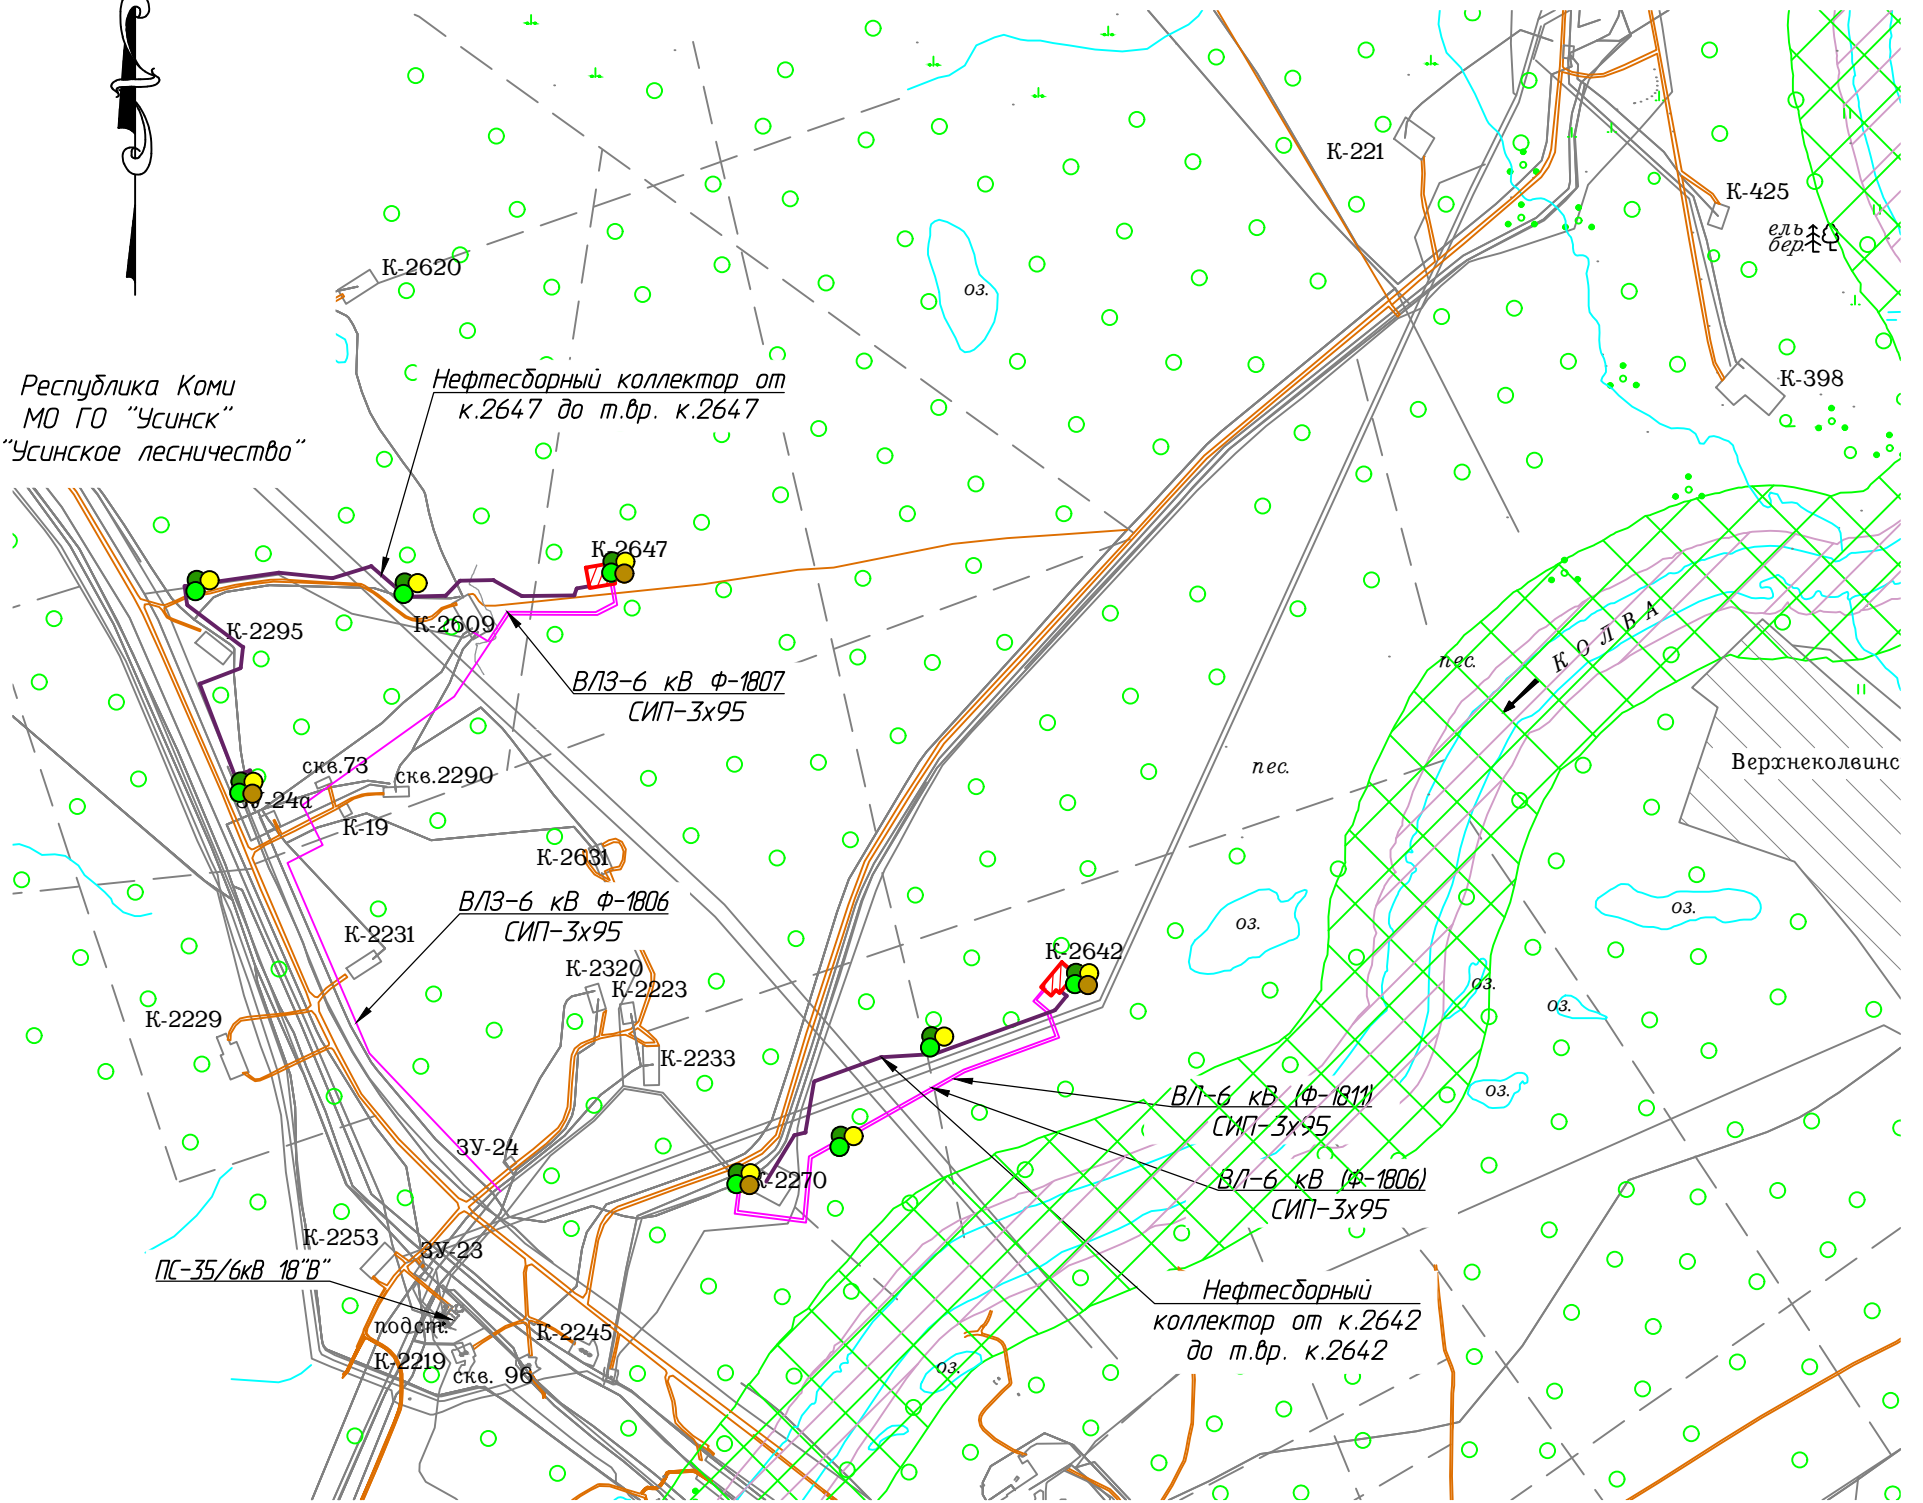 К-221
К-425
ель
бер.
К-2620
оз.
Республика Коми
МО ГО "Усинск"
"Усинское лесничество"
Нефтесборный коллектор от
к.2647 до т.вр. к.2647
К-398
К-2647
К-2295
К-2609
КОЛВА
пес.
ВЛЗ-6 кВ Ф-1807
СИП-3х95
скв.73
скв.2290
пес.
Верхнеколвинс
ЗУ-24а
К-19
К-2631
ВЛЗ-6 кВ Ф-1806
СИП-3х95
оз.
оз.
К-2231
К-2642
К-2320
К-2223
оз.
оз.
К-2229
К-2233
оз.
ВЛ-6 кВ (Ф-1811)
СИП-3х95
ЗУ-24
К-2270
ВЛ-6 кВ (Ф-1806)
СИП-3х95
К-2253
ЗУ-23
ПС-35/6кВ 18"В"
Нефтесборный
коллектор от к.2642
до т.вр. к.2642
подст.
К-2245
К-2219
скв. 96
оз.